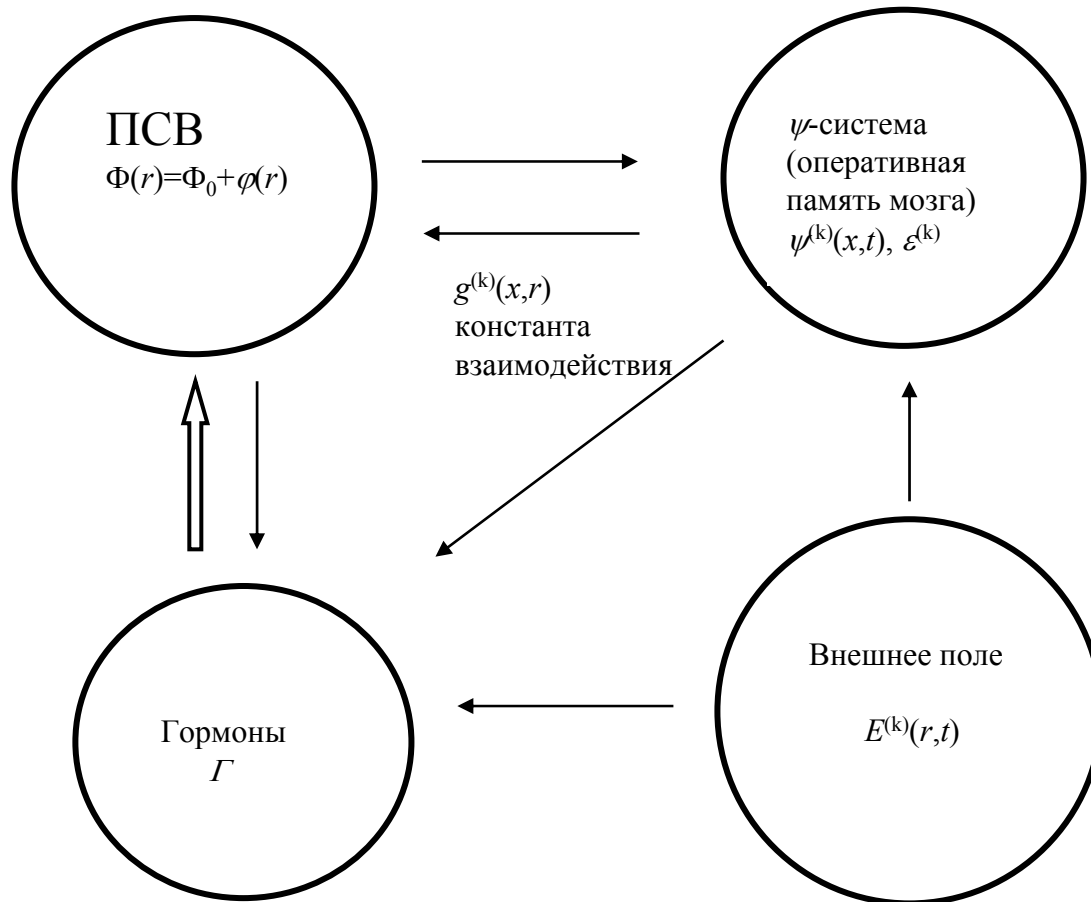 ПСВ
Φ(r)=Φ₀+φ(r)
ψ-система
(оперативная
память мозга)
ψ⁽ᵏ⁾(x,t), ε⁽ᵏ⁾
g⁽ᵏ⁾(x,r)
константа
взаимодействия
Гормоны
Γ
Внешнее поле
E⁽ᵏ⁾(r,t)